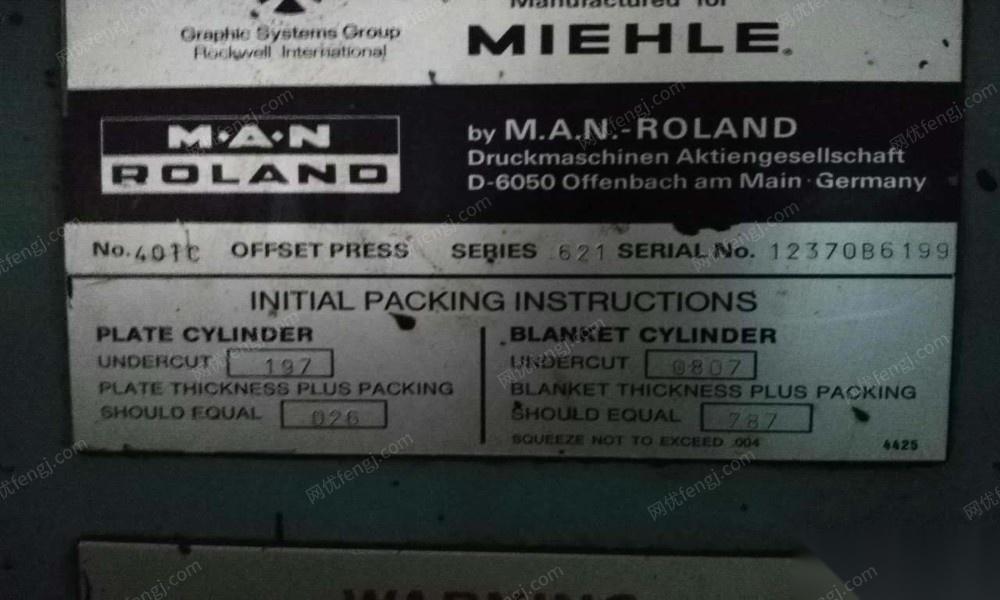 Manufactured for
Graphic Systems Group
Rockwell International
MIEHLE®
M·A·N
ROLAND
by M.A.N.-ROLAND
Druckmaschinen Aktiengesellschaft
D-6050 Offenbach am Main · Germany
No. 401C OFFSET PRESS SERIES 621 SERIAL No. 12370B6199
INITIAL PACKING INSTRUCTIONS
PLATE CYLINDER
UNDERCUT 197
PLATE THICKNESS PLUS PACKING
SHOULD EQUAL 026
BLANKET CYLINDER
UNDERCUT 0807
BLANKET THICKNESS PLUS PACKING
SHOULD EQUAL 787
SQUEEZE NOT TO EXCEED .004
4425
WARNING
网优fengj.com